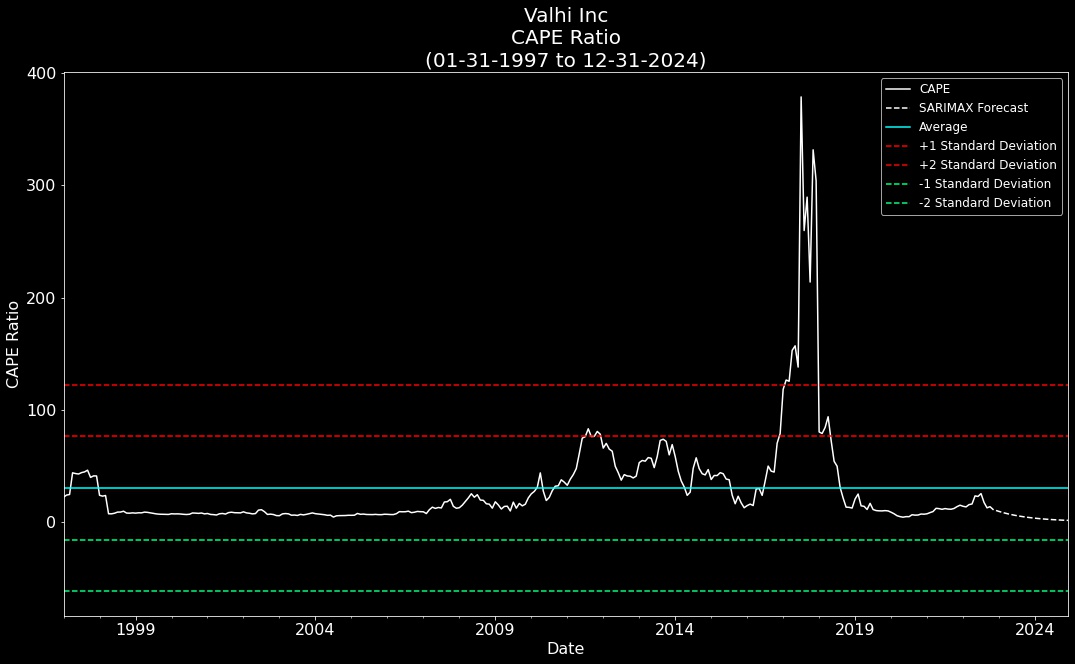 Valhi Inc
CAPE Ratio
(01-31-1997 to 12-31-2024)
CAPE
SARIMAX Forecast
Average
+1 Standard Deviation
+2 Standard Deviation
-1 Standard Deviation
-2 Standard Deviation
CAPE Ratio
400
300
200
100
0
1999
2004
2009
2014
2019
2024
Date